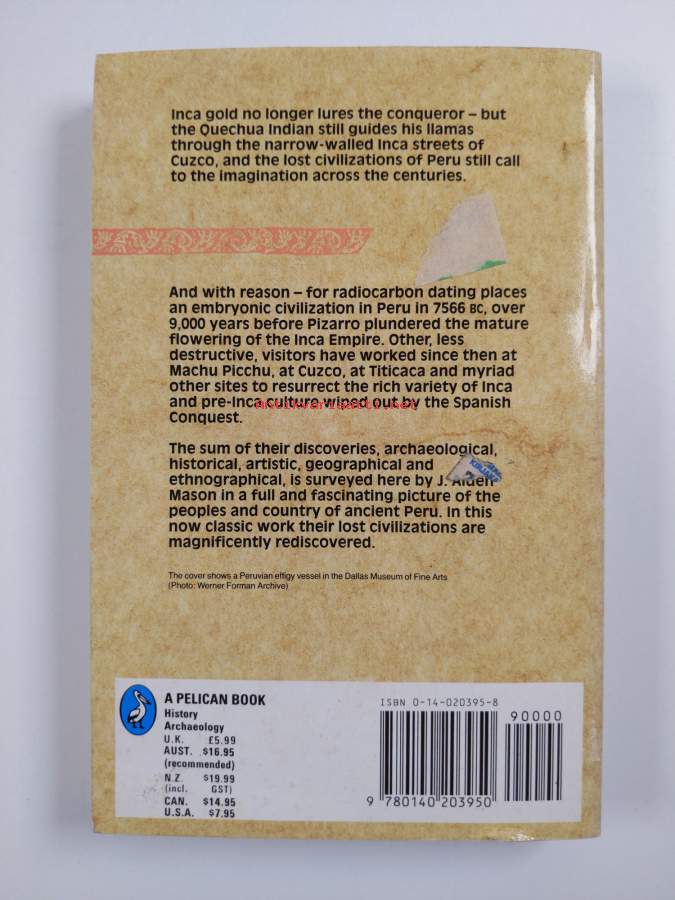 Inca gold no longer lures the conqueror – but
the Quechua Indian still guides his llamas
through the narrow-walled Inca streets of
Cuzco, and the lost civilizations of Peru still call
to the imagination across the centuries.
And with reason – for radiocarbon dating places
an embryonic civilization in Peru in 7566 BC, over
9,000 years before Pizarro plundered the mature
flowering of the Inca Empire. Other, less
destructive, visitors have worked since then at
Machu Picchu, at Cuzco, at Titicaca and myriad
other sites to resurrect the rich variety of Inca
and pre-Inca culture wiped out by the Spanish
antikvariaatti.net
Conquest.
The sum of their discoveries, archaeological,
historical, artistic, geographical and
ethnographical, is surveyed here by J. Alden
Mason in a full and fascinating picture of the
peoples and country of ancient Peru. In this
now classic work their lost civilizations are
magnificently rediscovered.
The cover shows a Peruvian effigy vessel in the Dallas Museum of Fine Arts
(Photo: Werner Forman Archive)
A PELICAN BOOK
History
Archaeology
U.K. £5.99
AUST. $16.95
(recommended)
N.Z. $19.99
(incl. GST)
CAN. $14.95
U.S.A. $7.95
ISBN 0-14-020395-8
90000
9 780140 203950